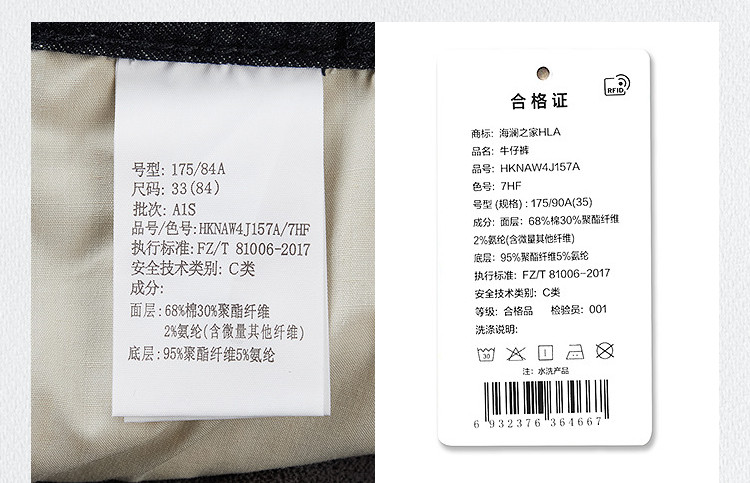 号型: 175/84A
尺码: 33(84)
批次: A1S
品号/色号:HKNAW4J157A/7HF
执行标准:FZ/T 81006-2017
安全技术类别: C类
成分:
面层:68%棉30%聚酯纤维
2%氨纶(含微量其他纤维)
底层:95%聚酯纤维5%氨纶
RFID
合格证
商标: 海澜之家HLA
品名: 牛仔裤
品号: HKNAW4J157A
色号: 7HF
号型 (规格) : 175/90A(35)
成分: 面层: 68%棉30%聚酯纤维
2%氨纶(含微量其他纤维)
底层: 95%聚酯纤维5%氨纶
执行标准: FZ/T 81006-2017
安全技术类别: C类
等级: 合格品 检验员: 001
洗涤说明:
30
注: 水洗产品
6 932376 364667